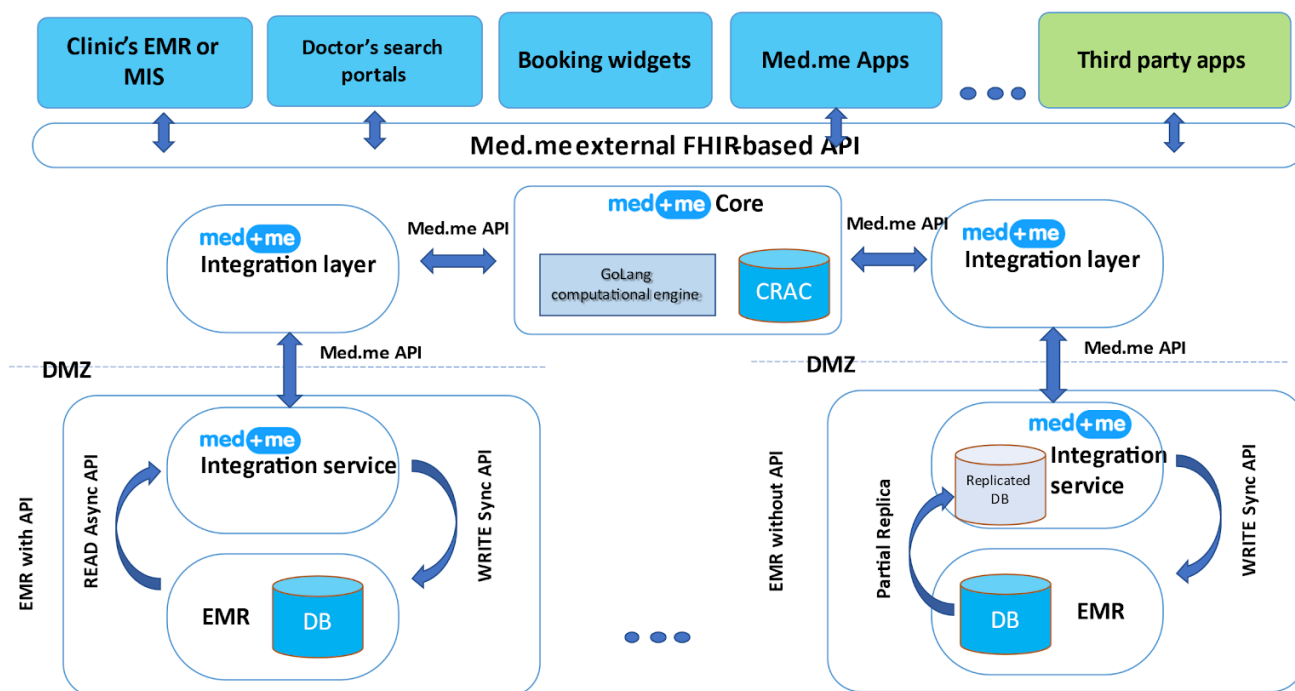 Clinic's EMR or
MIS
Doctor's search
portals
Booking widgets
Med.me Apps
Third party apps
Med.me external FHIR-based API
med+me Core
Med.me API
Med.me API
med+me
Integration layer
GoLang
computational engine
CRAC
med+me
Integration layer
Med.me API
DMZ
Med.me API
DMZ
EMR with API
READ Async API
med+me
Integration service
WRITE Sync API
EMR
DB
EMR without API
Partial Replica
med+me
Integration
service
Replicated
DB
WRITE Sync API
DB
EMR